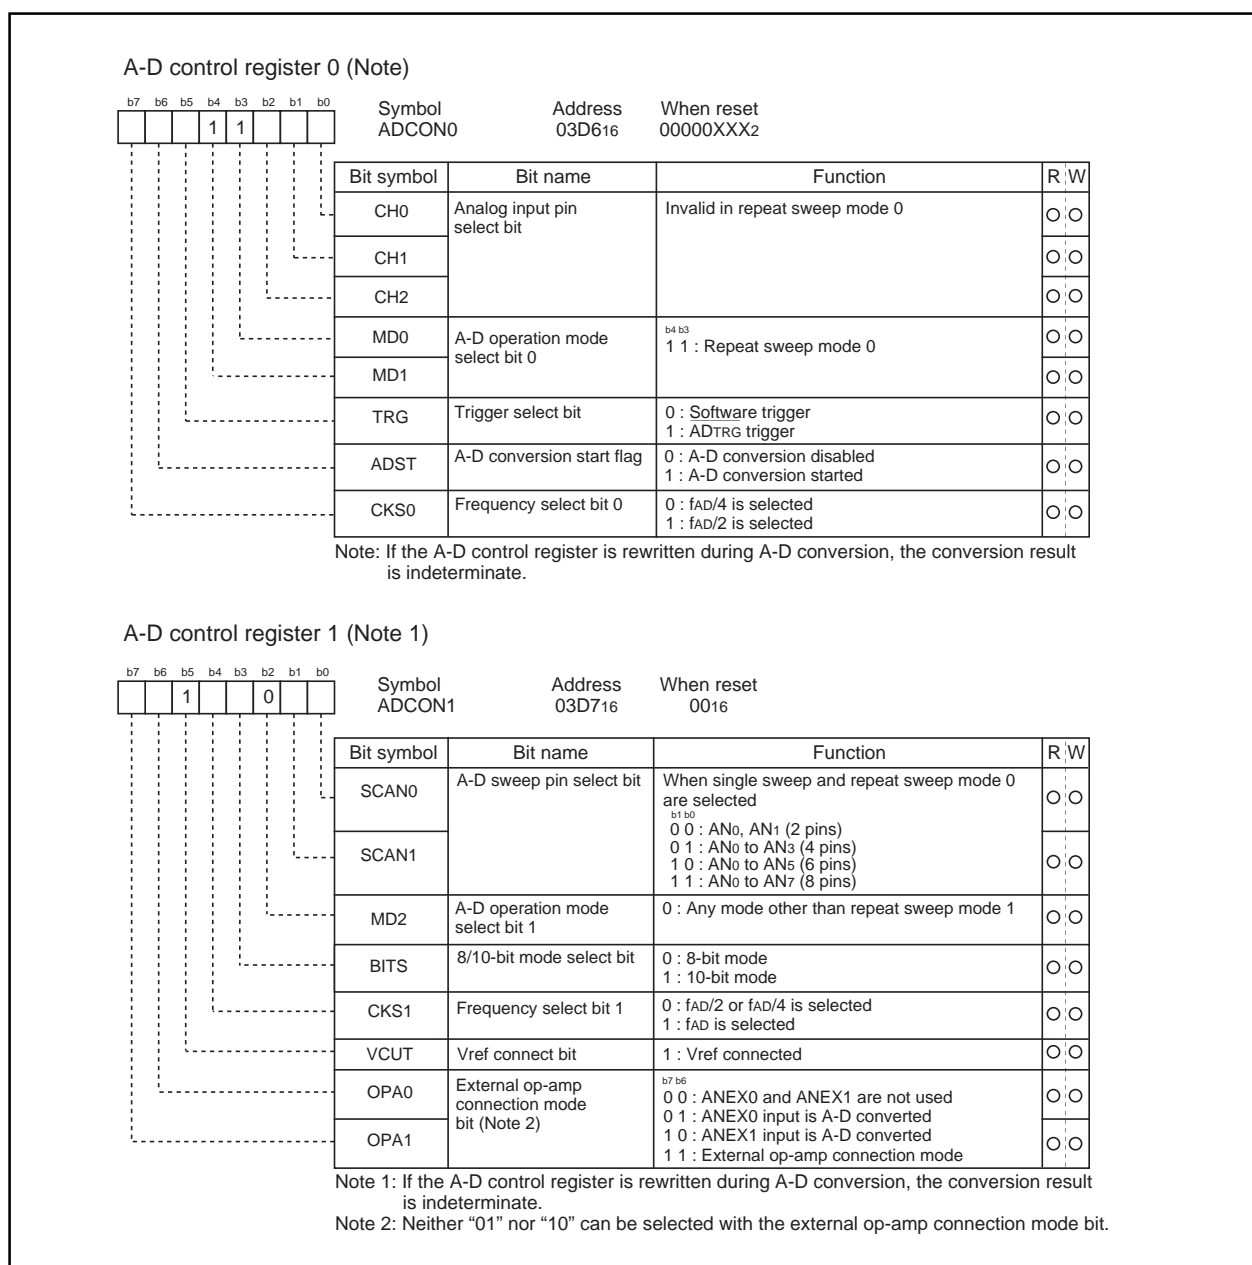 A-D control register 0 (Note)
b7 b6 b5 b4 b3 b2 b1 b0
Symbol Address When reset
1 1
ADCON0 03D616 00000XXX2
Bit symbol Bit name Function R W
CH0 Analog input pin select bit Invalid in repeat sweep mode 0
CH1
CH2
MD0 A-D operation mode select bit 0
b4 b3
1 1 : Repeat sweep mode 0
MD1
TRG Trigger select bit 0 : Software trigger
1 : ADTRG trigger
ADST A-D conversion start flag 0 : A-D conversion disabled
1 : A-D conversion started
CKS0 Frequency select bit 0 0 : fAD/4 is selected
1 : fAD/2 is selected
Note: If the A-D control register is rewritten during A-D conversion, the conversion result
is indeterminate.
A-D control register 1 (Note 1)
b7 b6 b5 b4 b3 b2 b1 b0
Symbol Address When reset
1 0
ADCON1 03D716 0016
Bit symbol Bit name Function R W
SCAN0 A-D sweep pin select bit When single sweep and repeat sweep mode 0
are selected
b1 b0
0 0 : AN0, AN1 (2 pins)
0 1 : AN0 to AN3 (4 pins)
SCAN1
1 0 : AN0 to AN5 (6 pins)
1 1 : AN0 to AN7 (8 pins)
MD2 A-D operation mode select bit 1 0 : Any mode other than repeat sweep mode 1
BITS 8/10-bit mode select bit 0 : 8-bit mode
1 : 10-bit mode
CKS1 Frequency select bit 1 0 : fAD/2 or fAD/4 is selected
1 : fAD is selected
VCUT Vref connect bit 1 : Vref connected
OPA0 External op-amp connection mode bit (Note 2)
b7 b6
0 0 : ANEX0 and ANEX1 are not used
0 1 : ANEX0 input is A-D converted
OPA1
1 0 : ANEX1 input is A-D converted
1 1 : External op-amp connection mode
Note 1: If the A-D control register is rewritten during A-D conversion, the conversion result
is indeterminate.
Note 2: Neither “01” nor “10” can be selected with the external op-amp connection mode bit.